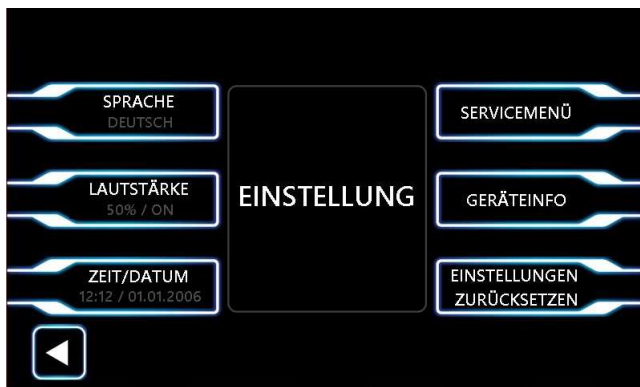 SPRACHE
DEUTSCH
LAUTSTÄRKE
50% / ON
ZEIT/DATUM
12:12 / 01.01.2006
EINSTELLUNG
SERVICEMENÜ
GERÄTEINFO
EINSTELLUNGEN
ZURÜCKSETZEN